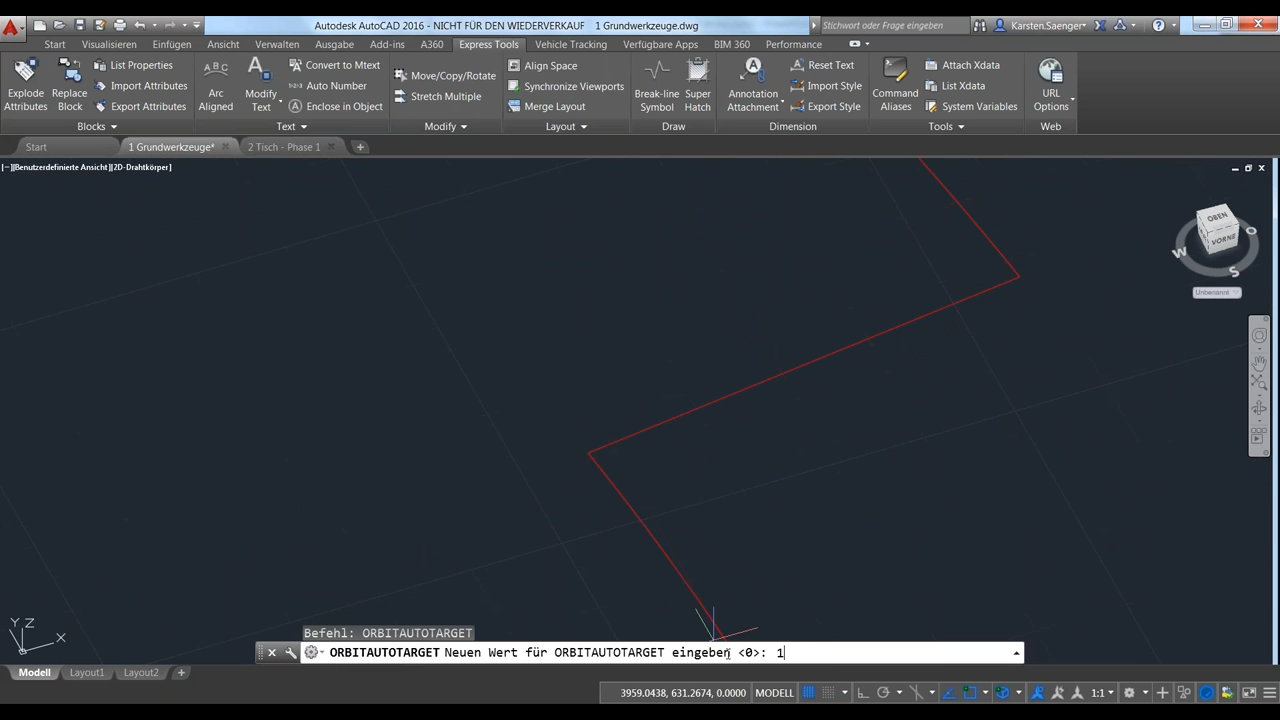 Autodesk AutoCAD 2016 - NICHT FÜR DEN WIEDERVERKAUF 1 Grundwerkzeuge.dwg
Stichwort oder Frage eingeben
Karsten.Saenger
Start Visualisieren Einfügen Ansicht Verwalten Ausgabe Add-ins A360 Express Tools Vehicle Tracking Verfügbare Apps BIM 360 Performance
Explode Attributes
Replace Block
List Properties
Import Attributes
Export Attributes
Arc Aligned
Modify Text
Convert to Mtext
Auto Number
Enclose in Object
Move/Copy/Rotate
Stretch Multiple
Align Space
Synchronize Viewports
Merge Layout
Break-line Symbol
Super Hatch
Annotation Attachment
Reset Text
Import Style
Export Style
Command Aliases
Attach Xdata
List Xdata
System Variables
URL Options
Blocks Text Modify Layout Draw Dimension Tools Web
Start 1 Grundwerkzeuge* 2 Tisch - Phase 1
[−][Benutzerdefinierte Ansicht][2D-Drahtkörper]
OBEN
VORNE
W
S
O
Unbenannt
Y Z
X
Befehl: ORBITAUTOTARGET
ORBITAUTOTARGET Neuen Wert für ORBITAUTOTARGET eingeben <0>: 1
Modell Layout1 Layout2 +
3959.0438, 631.2674, 0.0000 MODELL 1:1